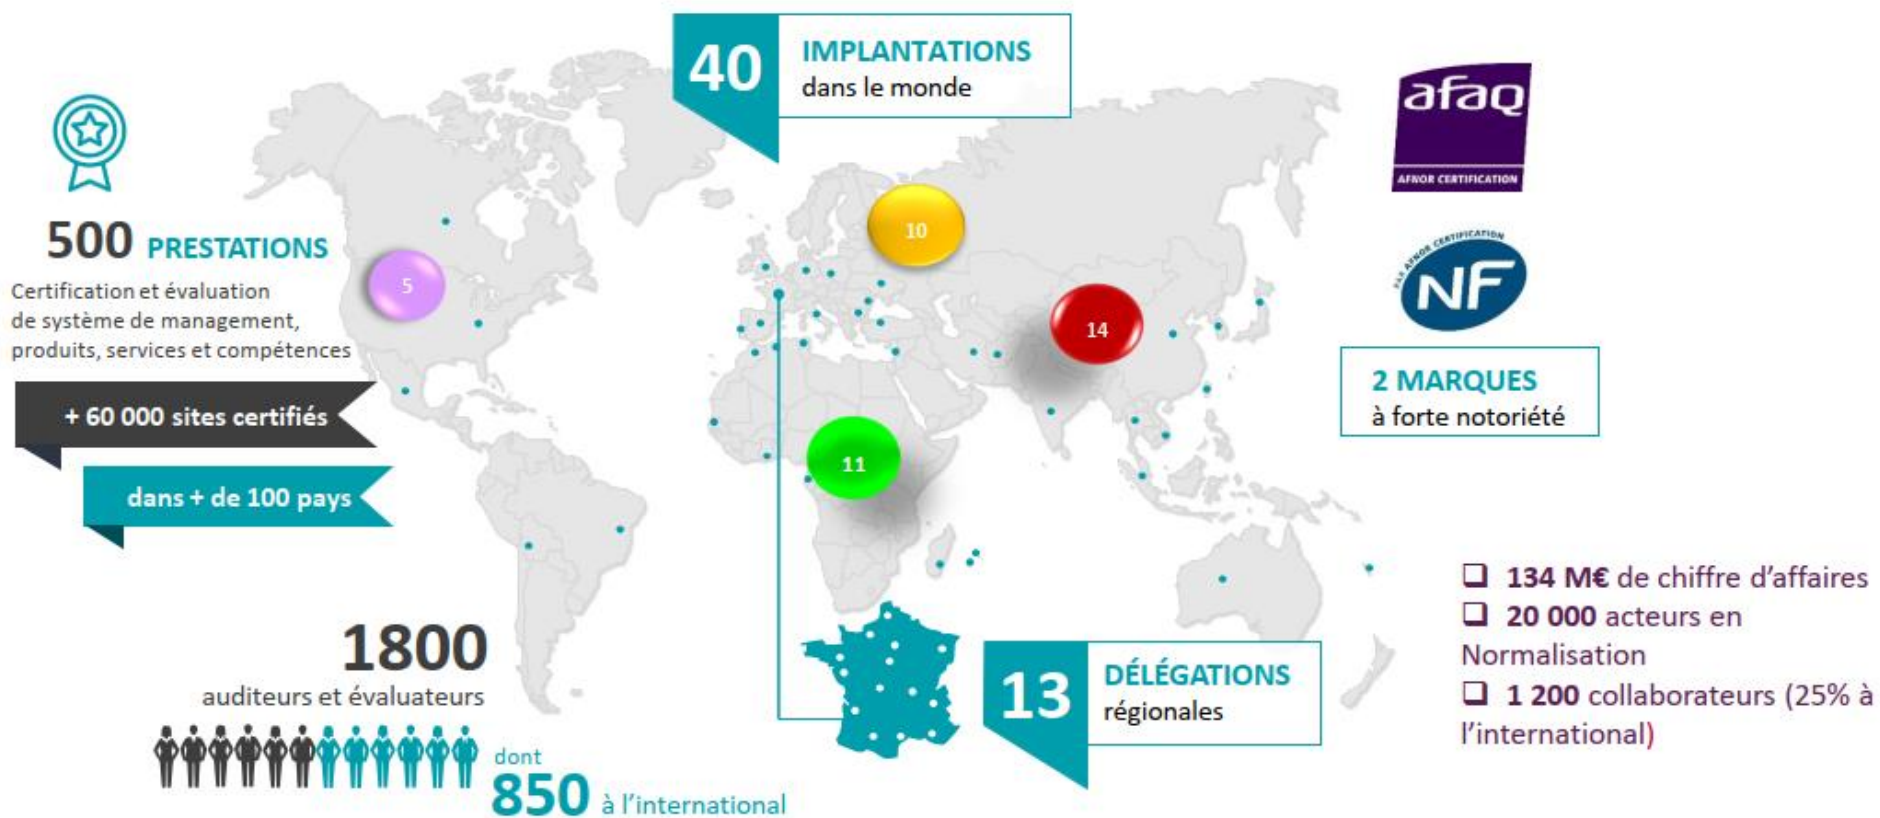 40
IMPLANTATIONS
dans le monde
afaq
AFNOR CERTIFICATION
500 PRESTATIONS
Certification et évaluation
de système de management,
produits, services et compétences
+ 60 000 sites certifiés
dans + de 100 pays
5
10
14
11
PAR AFNOR CERTIFICATION
NF
2 MARQUES
à forte notoriété
1800
auditeurs et évaluateurs
dont
850 à l'international
13
DÉLÉGATIONS
régionales
❑ 134 M€ de chiffre d'affaires
❑ 20 000 acteurs en
Normalisation
❑ 1 200 collaborateurs (25% à
l'international)